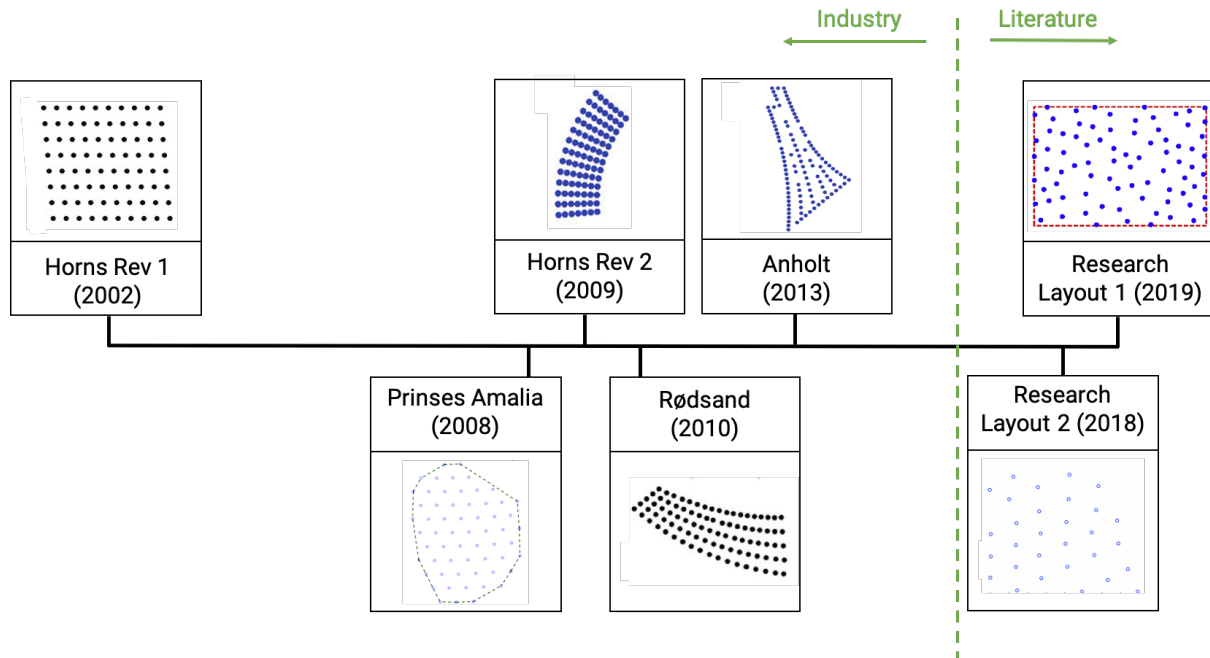 Industry
Literature
Horns Rev 1
(2002)
Horns Rev 2
(2009)
Anholt
(2013)
Research
Layout 1 (2019)
Prinses Amalia
(2008)
Rødsand
(2010)
Research
Layout 2 (2018)